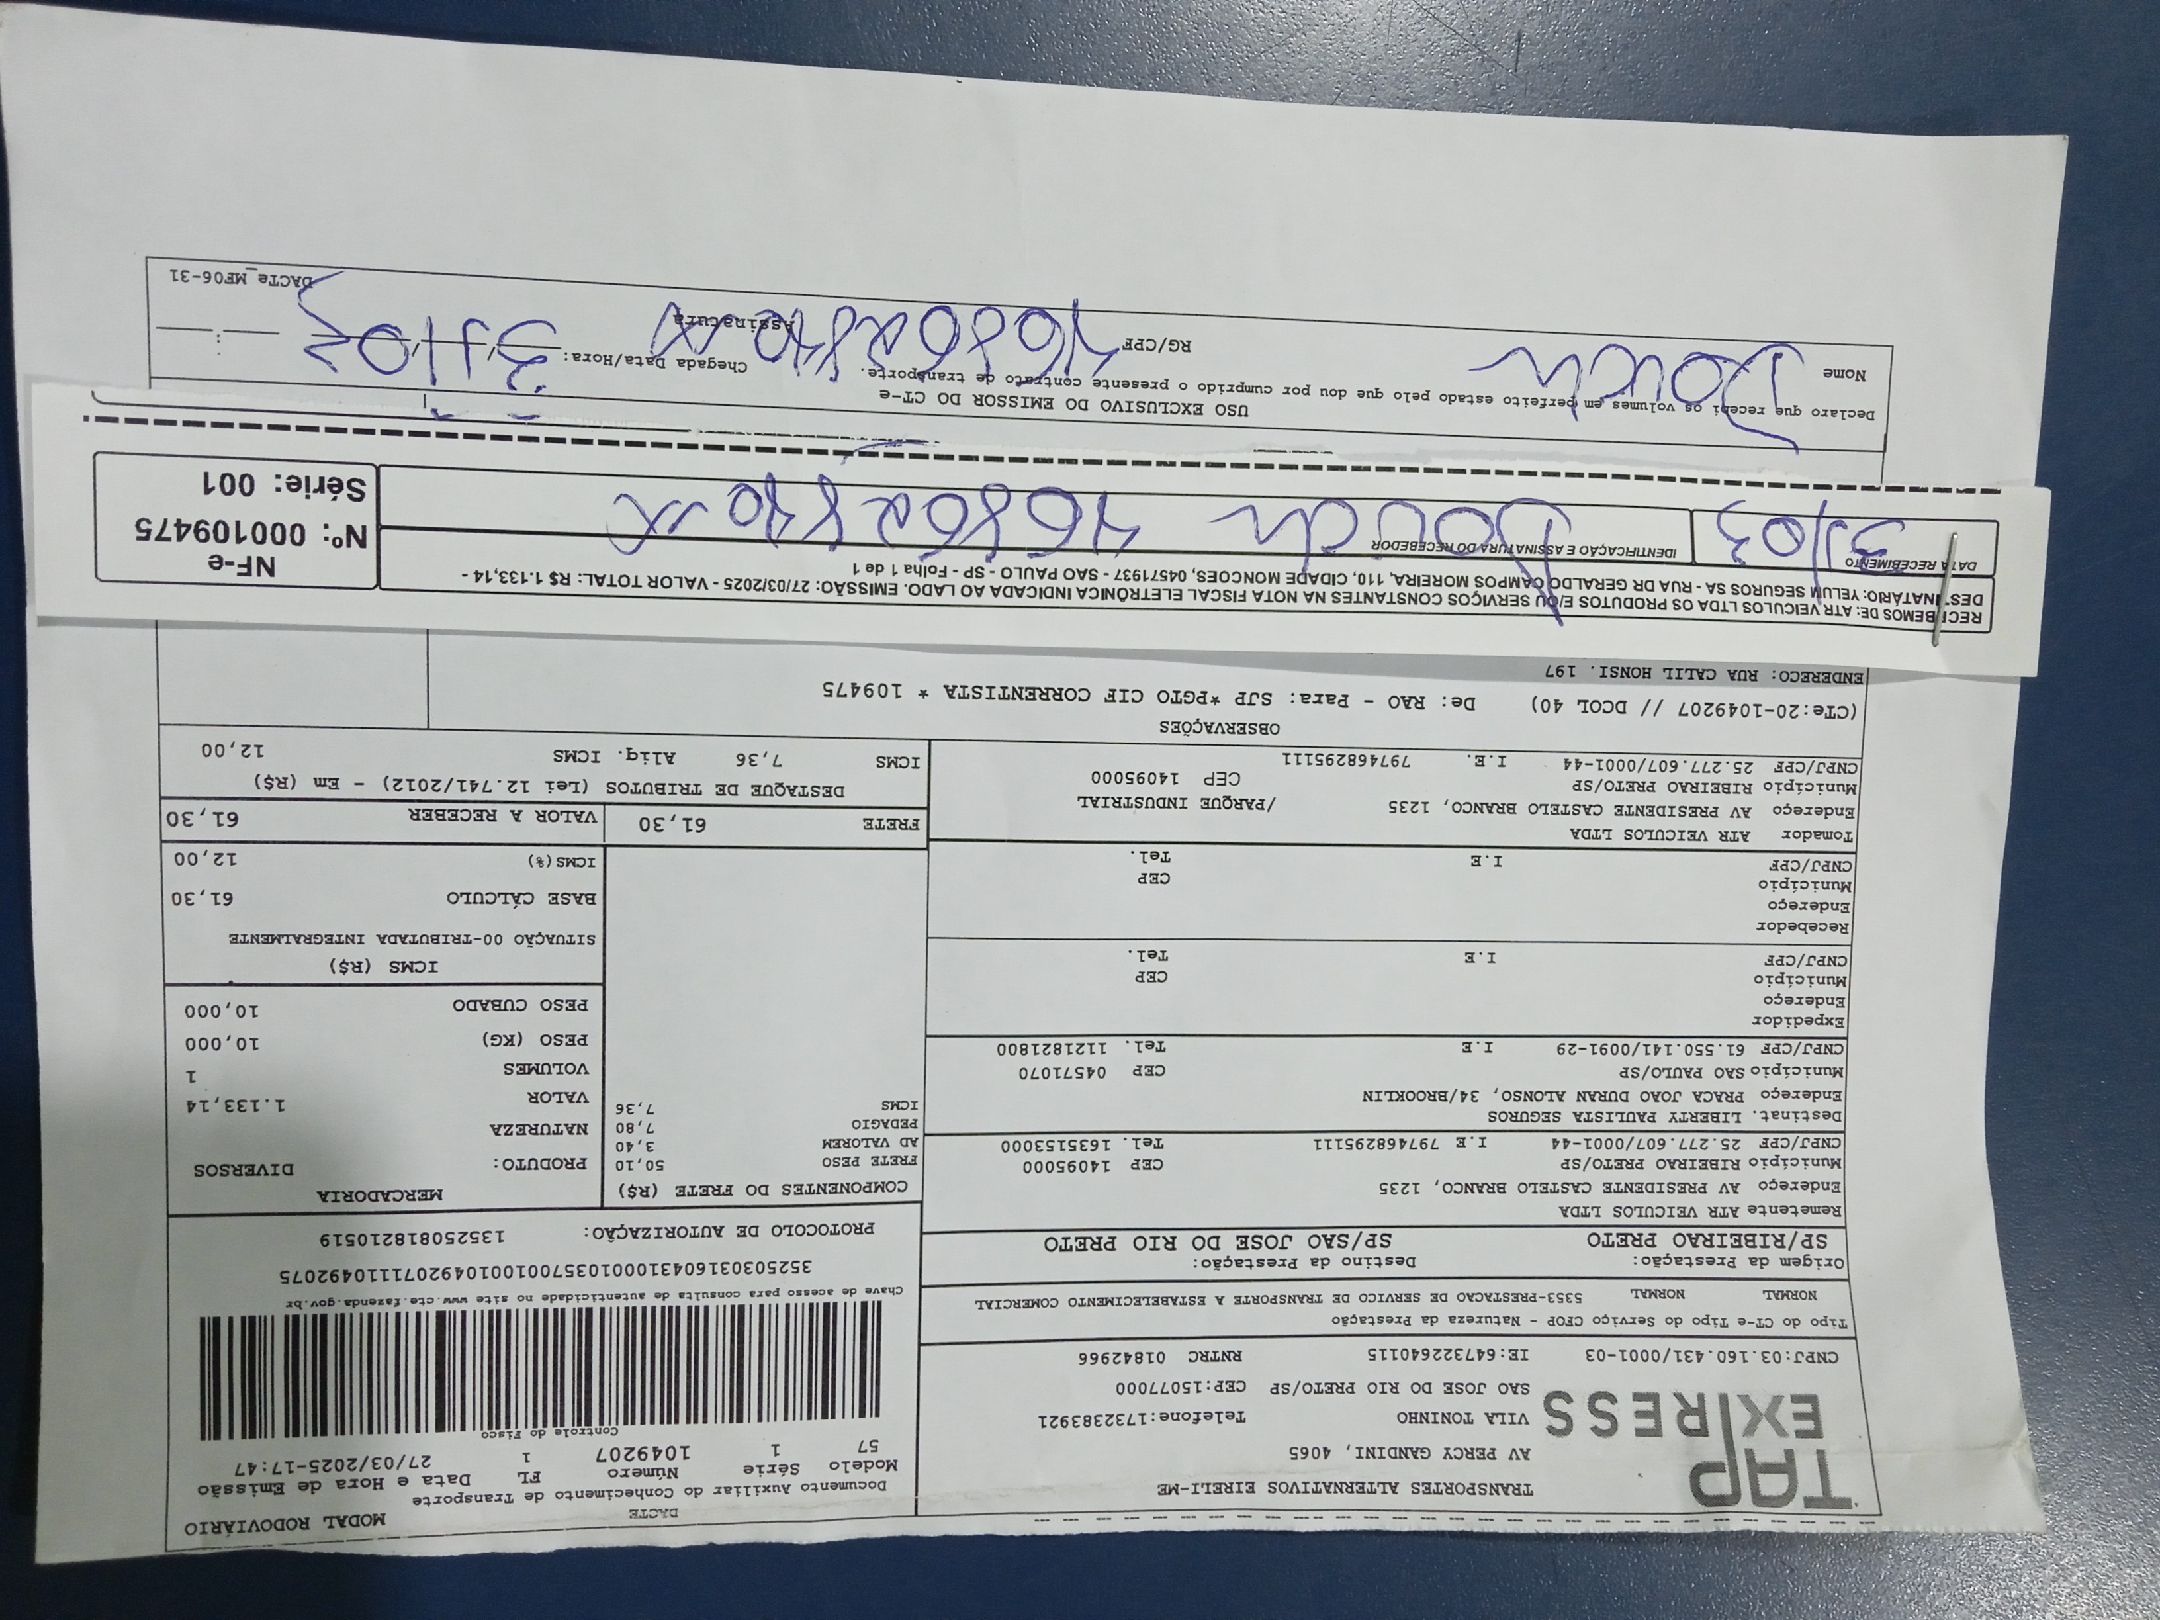 TAP
EXPRESS
TRANSPORTES ALTERNATIVOS EIRELI-ME
AV PERCY GANDINI, 4065
VILA TONINHO Telefone:1732383921
SAO JOSE DO RIO PRETO/SP CEP:15077000
CNPJ:03.160.431/0001-03 IE:647322640115 RNTRC 01842966
DACTE MODAL RODOVIÁRIO
Documento Auxiliar do Conhecimento de Transporte
Modelo Série Número FL Data e Hora de Emissão
57 1 1049207 1 27/03/2025-17:47
Controle do Fisco
Chave de acesso para consulta de autenticidade no site www.cte.fazenda.gov.br
352503031604310001035700100104920711110492075
PROTOCOLO DE AUTORIZAÇÃO: 135250818210519
Tipo do CT-e Tipo do Serviço CFOP - Natureza da Prestação
NORMAL NORMAL 5353-PRESTACAO DE SERVICO DE TRANSPORTE A ESTABELECIMENTO COMERCIAL
Origem da Prestação: Destino da Prestação:
SP/RIBEIRAO PRETO SP/SAO JOSE DO RIO PRETO
Remetente ATR VEICULOS LTDA
Endereço AV PRESIDENTE CASTELO BRANCO, 1235
Município RIBEIRAO PRETO/SP CEP 14095000
CNPJ/CPF 25.277.607/0001-44 I.E 797468295111 Tel. 1635153000
Destinat. LIBERTY PAULISTA SEGUROS
Endereço PRACA JOAO DURAN ALONSO, 34/BROOKLIN
Município SAO PAULO/SP CEP 04571070
CNPJ/CPF 61.550.141/0091-29 I.E Tel. 1121821800
Expedidor
Endereço
Município CEP
CNPJ/CPF I.E Tel.
Recebedor
Endereço
Município CEP
CNPJ/CPF I.E Tel.
Tomador ATR VEICULOS LTDA
Endereço AV PRESIDENTE CASTELO BRANCO, 1235 /PARQUE INDUSTRIAL
Município RIBEIRAO PRETO/SP CEP 14095000
CNPJ/CPF 25.277.607/0001-44 I.E. 797468295111
COMPONENTES DO FRETE (R$)
FRETE PESO 50,10
AD VALOREM 3,40
PEDAGIO 7,80
ICMS 7,36
MERCADORIA
PRODUTO: DIVERSOS
NATUREZA
VALOR 1.133,14
VOLUMES 1
PESO (KG) 10,000
PESO CUBADO 10,000
ICMS (R$)
SITUAÇÃO 00-TRIBUTADA INTEGRALMENTE
BASE CÁLCULO 61,30
ICMS(%) 12,00
FRETE 61,30 VALOR A RECEBER 61,30
DESTAQUE DE TRIBUTOS (Lei 12.741/2012) - Em (R$)
ICMS 7,36 Aliq. ICMS 12,00
OBSERVAÇÕES
(CTe:20-1049207 // DCOL 40) De: RAO - Para: SJP *PGTO CIF CORRENTISTA * 109475
ENDERECO: RUA CALIL HONSI. 197
RECEBEMOS DE: ATR VEICULOS LTDA OS PRODUTOS E/OU SERVIÇOS CONSTANTES NA NOTA FISCAL ELETRÔNICA INDICADA AO LADO. EMISSÃO: 27/03/2025 - VALOR TOTAL: R$ 1.133,14 -
DESTINATÁRIO: YELUM SEGUROS SA - RUA DR GERALDO CAMPOS MOREIRA, 110, CIDADE MONCOES, 04571937 - SAO PAULO - SP - Folha 1 de 1
DATA RECEBIMENTO IDENTIFICAÇÃO E ASSINATURA DO RECEBEDOR
31/03
NF-e
Nº: 000109475
Série: 001
USO EXCLUSIVO DO EMISSOR DO CT-e
Declaro que recebi os volumes em perfeito estado pelo que dou por cumprido o presente contrato de transporte.
Nome RG/CPF Assinatura Chegada Data/Hora: 31/03
DACTe_MF06-31